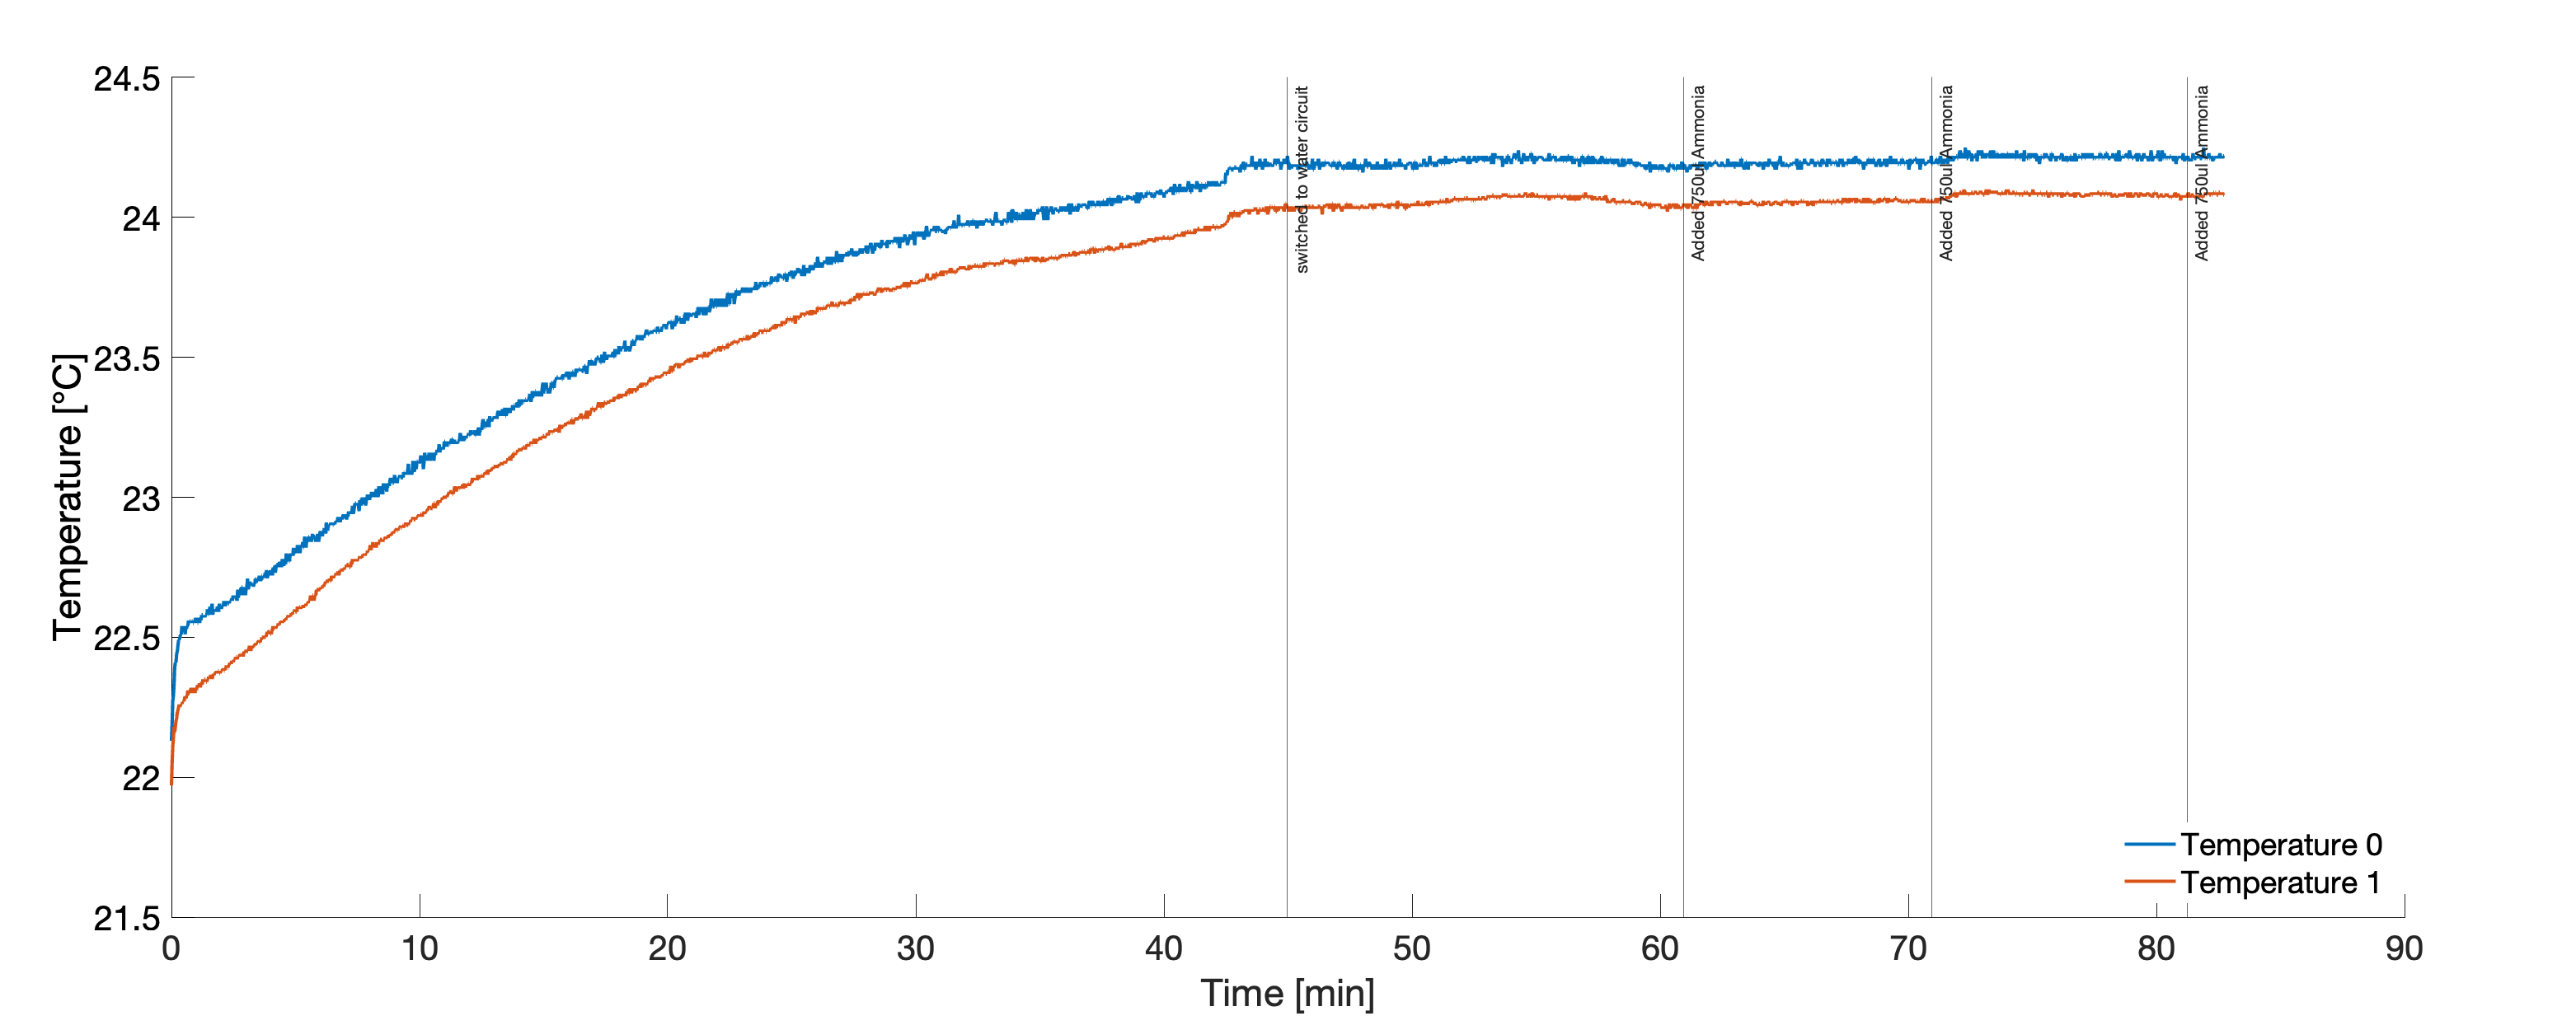 24.5
24
23.5
23
22.5
22
21.5
Temperature [°C]
switched to water circuit
Added 750ul Ammonia
Added 750ul Ammonia
Added 750ul Ammonia
Temperature 0
Temperature 1
0 10 20 30 40 50 60 70 80 90
Time [min]